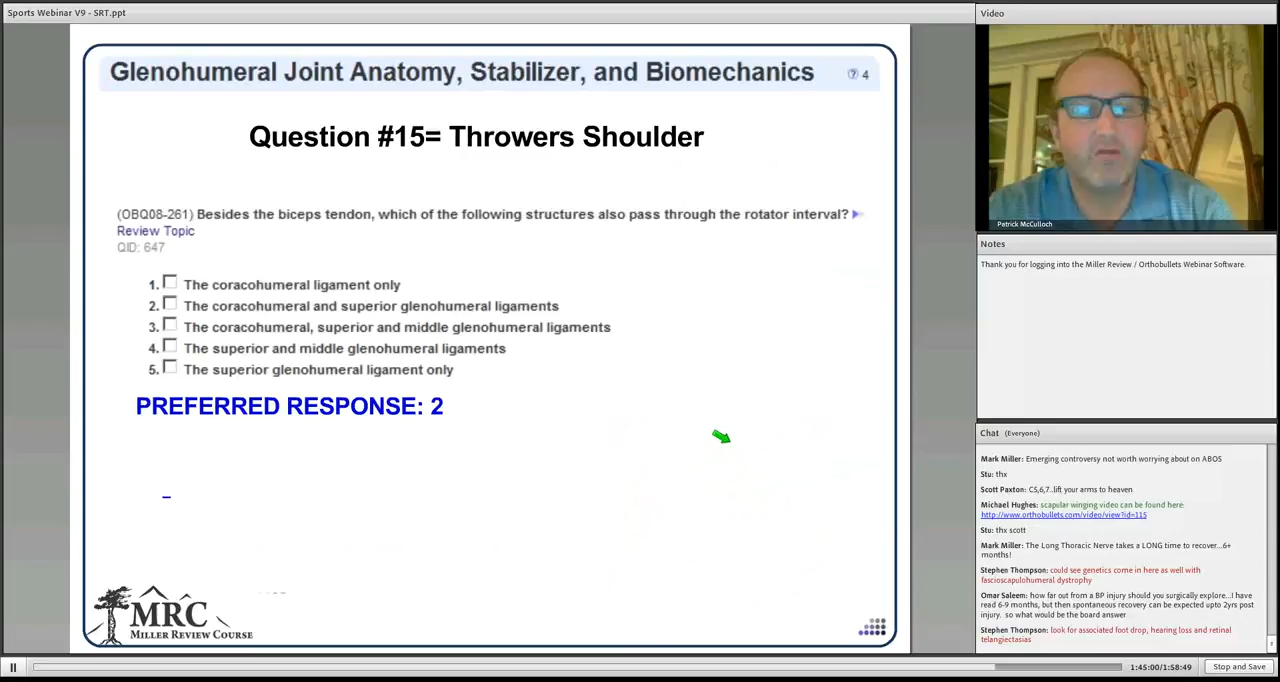 Sports Webinar V9 - SRT.ppt
Glenohumeral Joint Anatomy, Stabilizer, and Biomechanics
4
Question #15= Throwers Shoulder
(OBQ08-261) Besides the biceps tendon, which of the following structures also pass through the rotator interval?
Review Topic
QID: 647
1. The coracohumeral ligament only
2. The coracohumeral and superior glenohumeral ligaments
3. The coracohumeral, superior and middle glenohumeral ligaments
4. The superior and middle glenohumeral ligaments
5. The superior glenohumeral ligament only
PREFERRED RESPONSE: 2
–
MRC
MILLER REVIEW COURSE
Video
Patrick McCulloch
Notes
Thank you for logging into the Miller Review / Orthobullets Webinar Software.
Chat (Everyone)
Mark Miller: Emerging controversy not worth worrying about on ABOS
Stu: thx
Scott Paxton: C5,6,7..lift your arms to heaven
Michael Hughes: scapular winging video can be found here:
http://www.orthobullets.com/video/view?id=115
Stu: thx scott
Mark Miller: The Long Thoracic Nerve takes a LONG time to recover...6+
months!
Stephen Thompson: could see genetics come in here as well with
fascioscapulohumeral dystrophy
Omar Saleem: how far out from a BP injury should you surgically explore...I have
read 6-9 months, but then spontaneous recovery can be expected upto 2yrs post
injury. so what would be the board answer
Stephen Thompson: look for associated foot drop, hearing loss and retinal
telangiectasias
1:45:00/1:58:49
Stop and Save